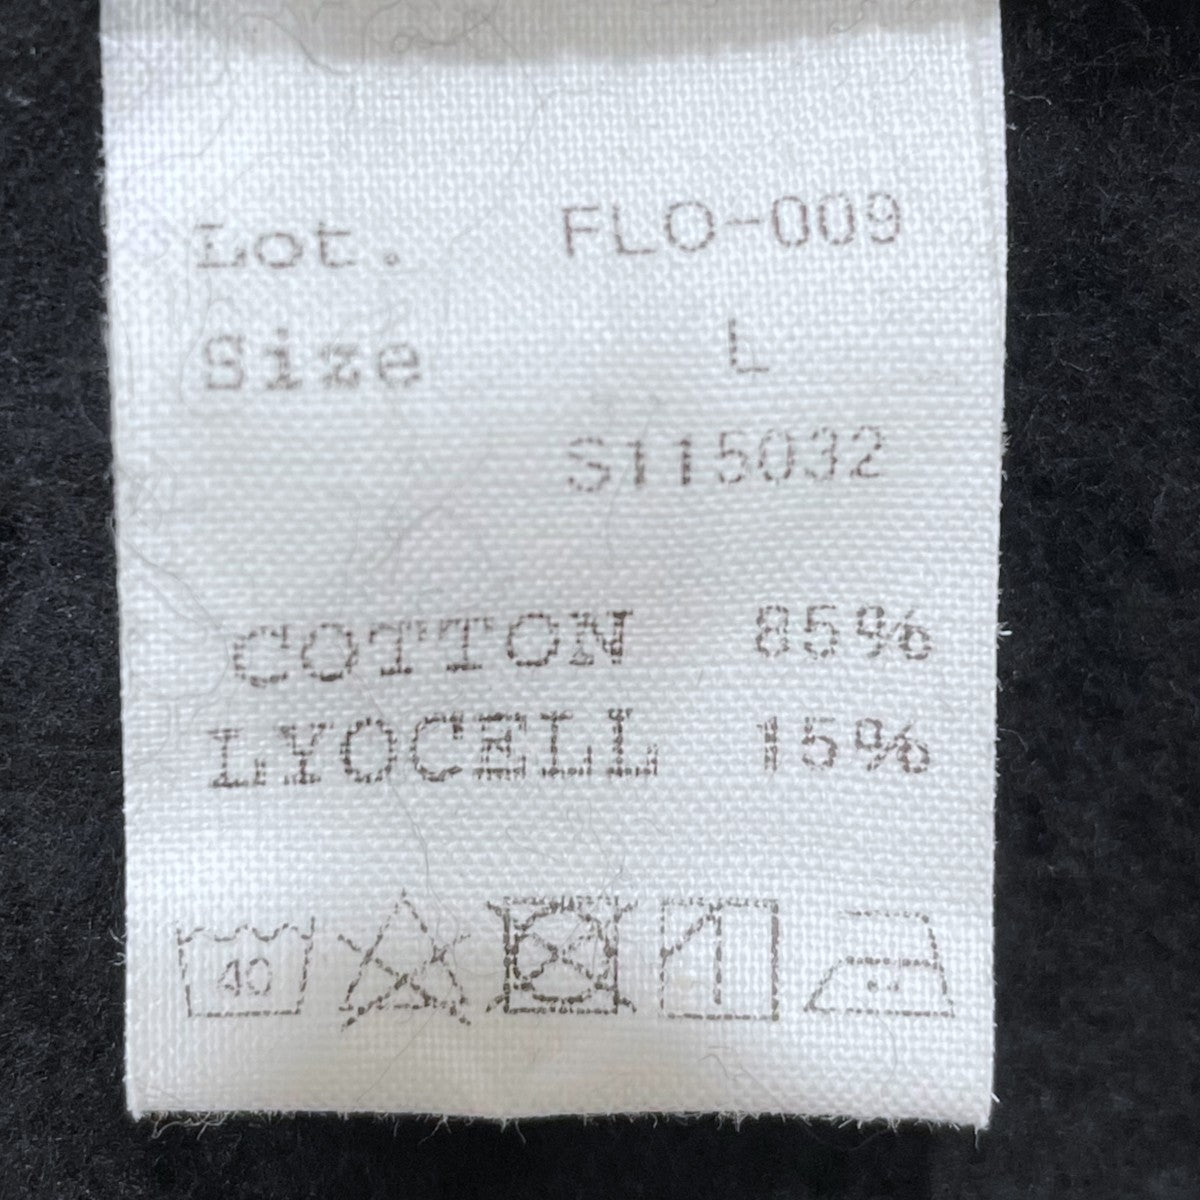 Lot. FLO-009
Size L
S115032
COTTON 85%
LYOCELL 15%
40